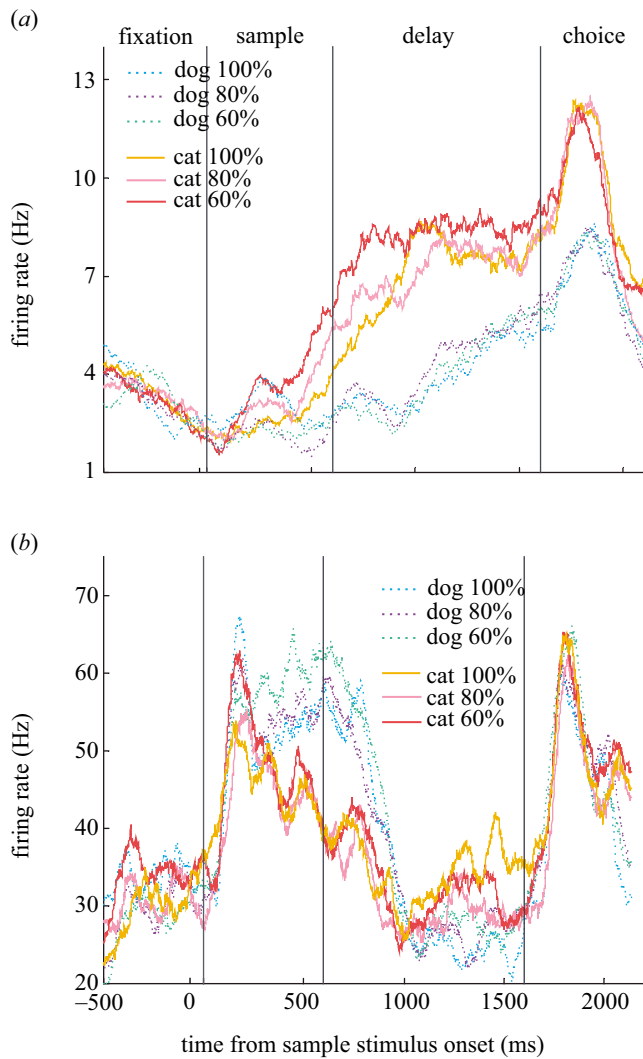 (a)
fixation sample delay choice
13
10
7
4
1
firing rate (Hz)
dog 100%
dog 80%
dog 60%
cat 100%
cat 80%
cat 60%
(b)
70
60
50
40
30
20
firing rate (Hz)
dog 100%
dog 80%
dog 60%
cat 100%
cat 80%
cat 60%
–500 0 500 1000 1500 2000
time from sample stimulus onset (ms)